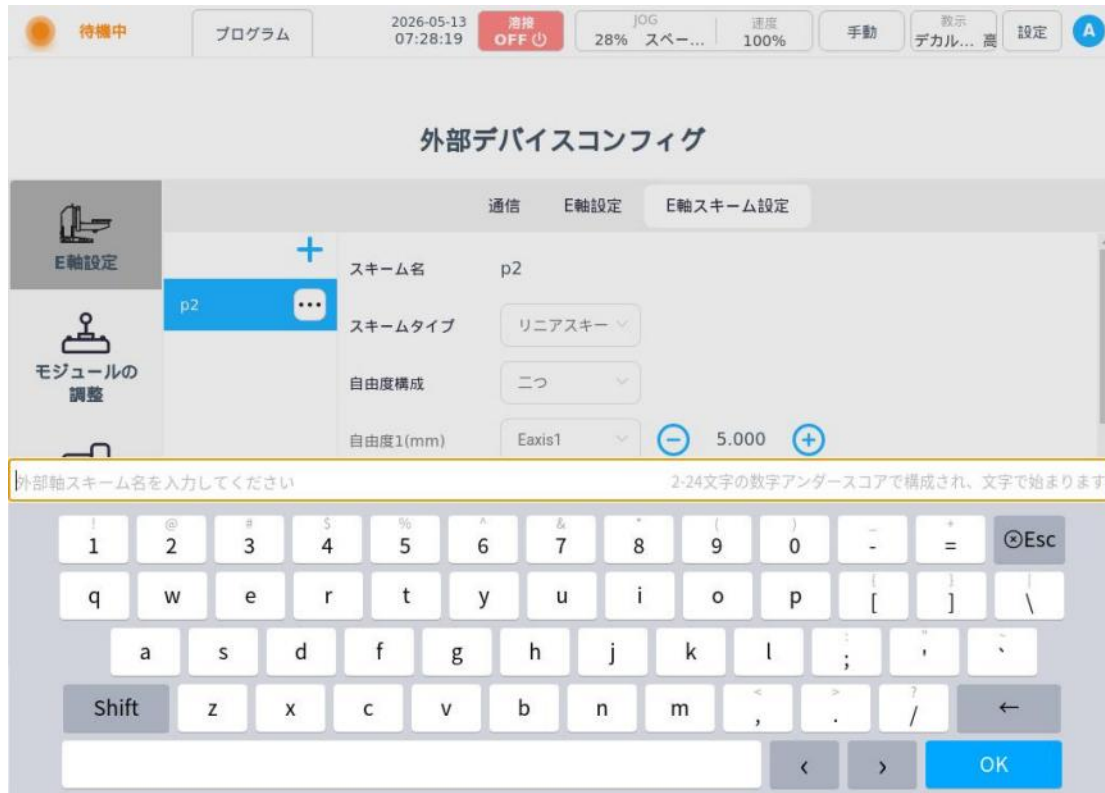 待機中
プログラム
2026-05-13
07:28:19
溶接
OFF
JOG
28% スペー...
速度
100%
手動
教示
デカル... 高
設定
A
外部デバイスコンフィグ
E軸設定
モジュールの
調整
通信
E軸設定
E軸スキーム設定
+
p2
...
スキーム名
p2
スキームタイプ
リニアスキー
自由度構成
二つ
自由度1(mm)
Eaxis1
5.000
外部軸スキーム名を入力してください
2-24文字の数字アンダースコアで構成され、文字で始まります
! @ # $ % ^ & * ( ) _ +
1 2 3 4 5 6 7 8 9 0 - = Esc
{ } |
q w e r t y u i o p [ ] \
: " ~
a s d f g h j k l ; ' `
< > ?
Shift z x c v b n m , . / ←
‹ › OK